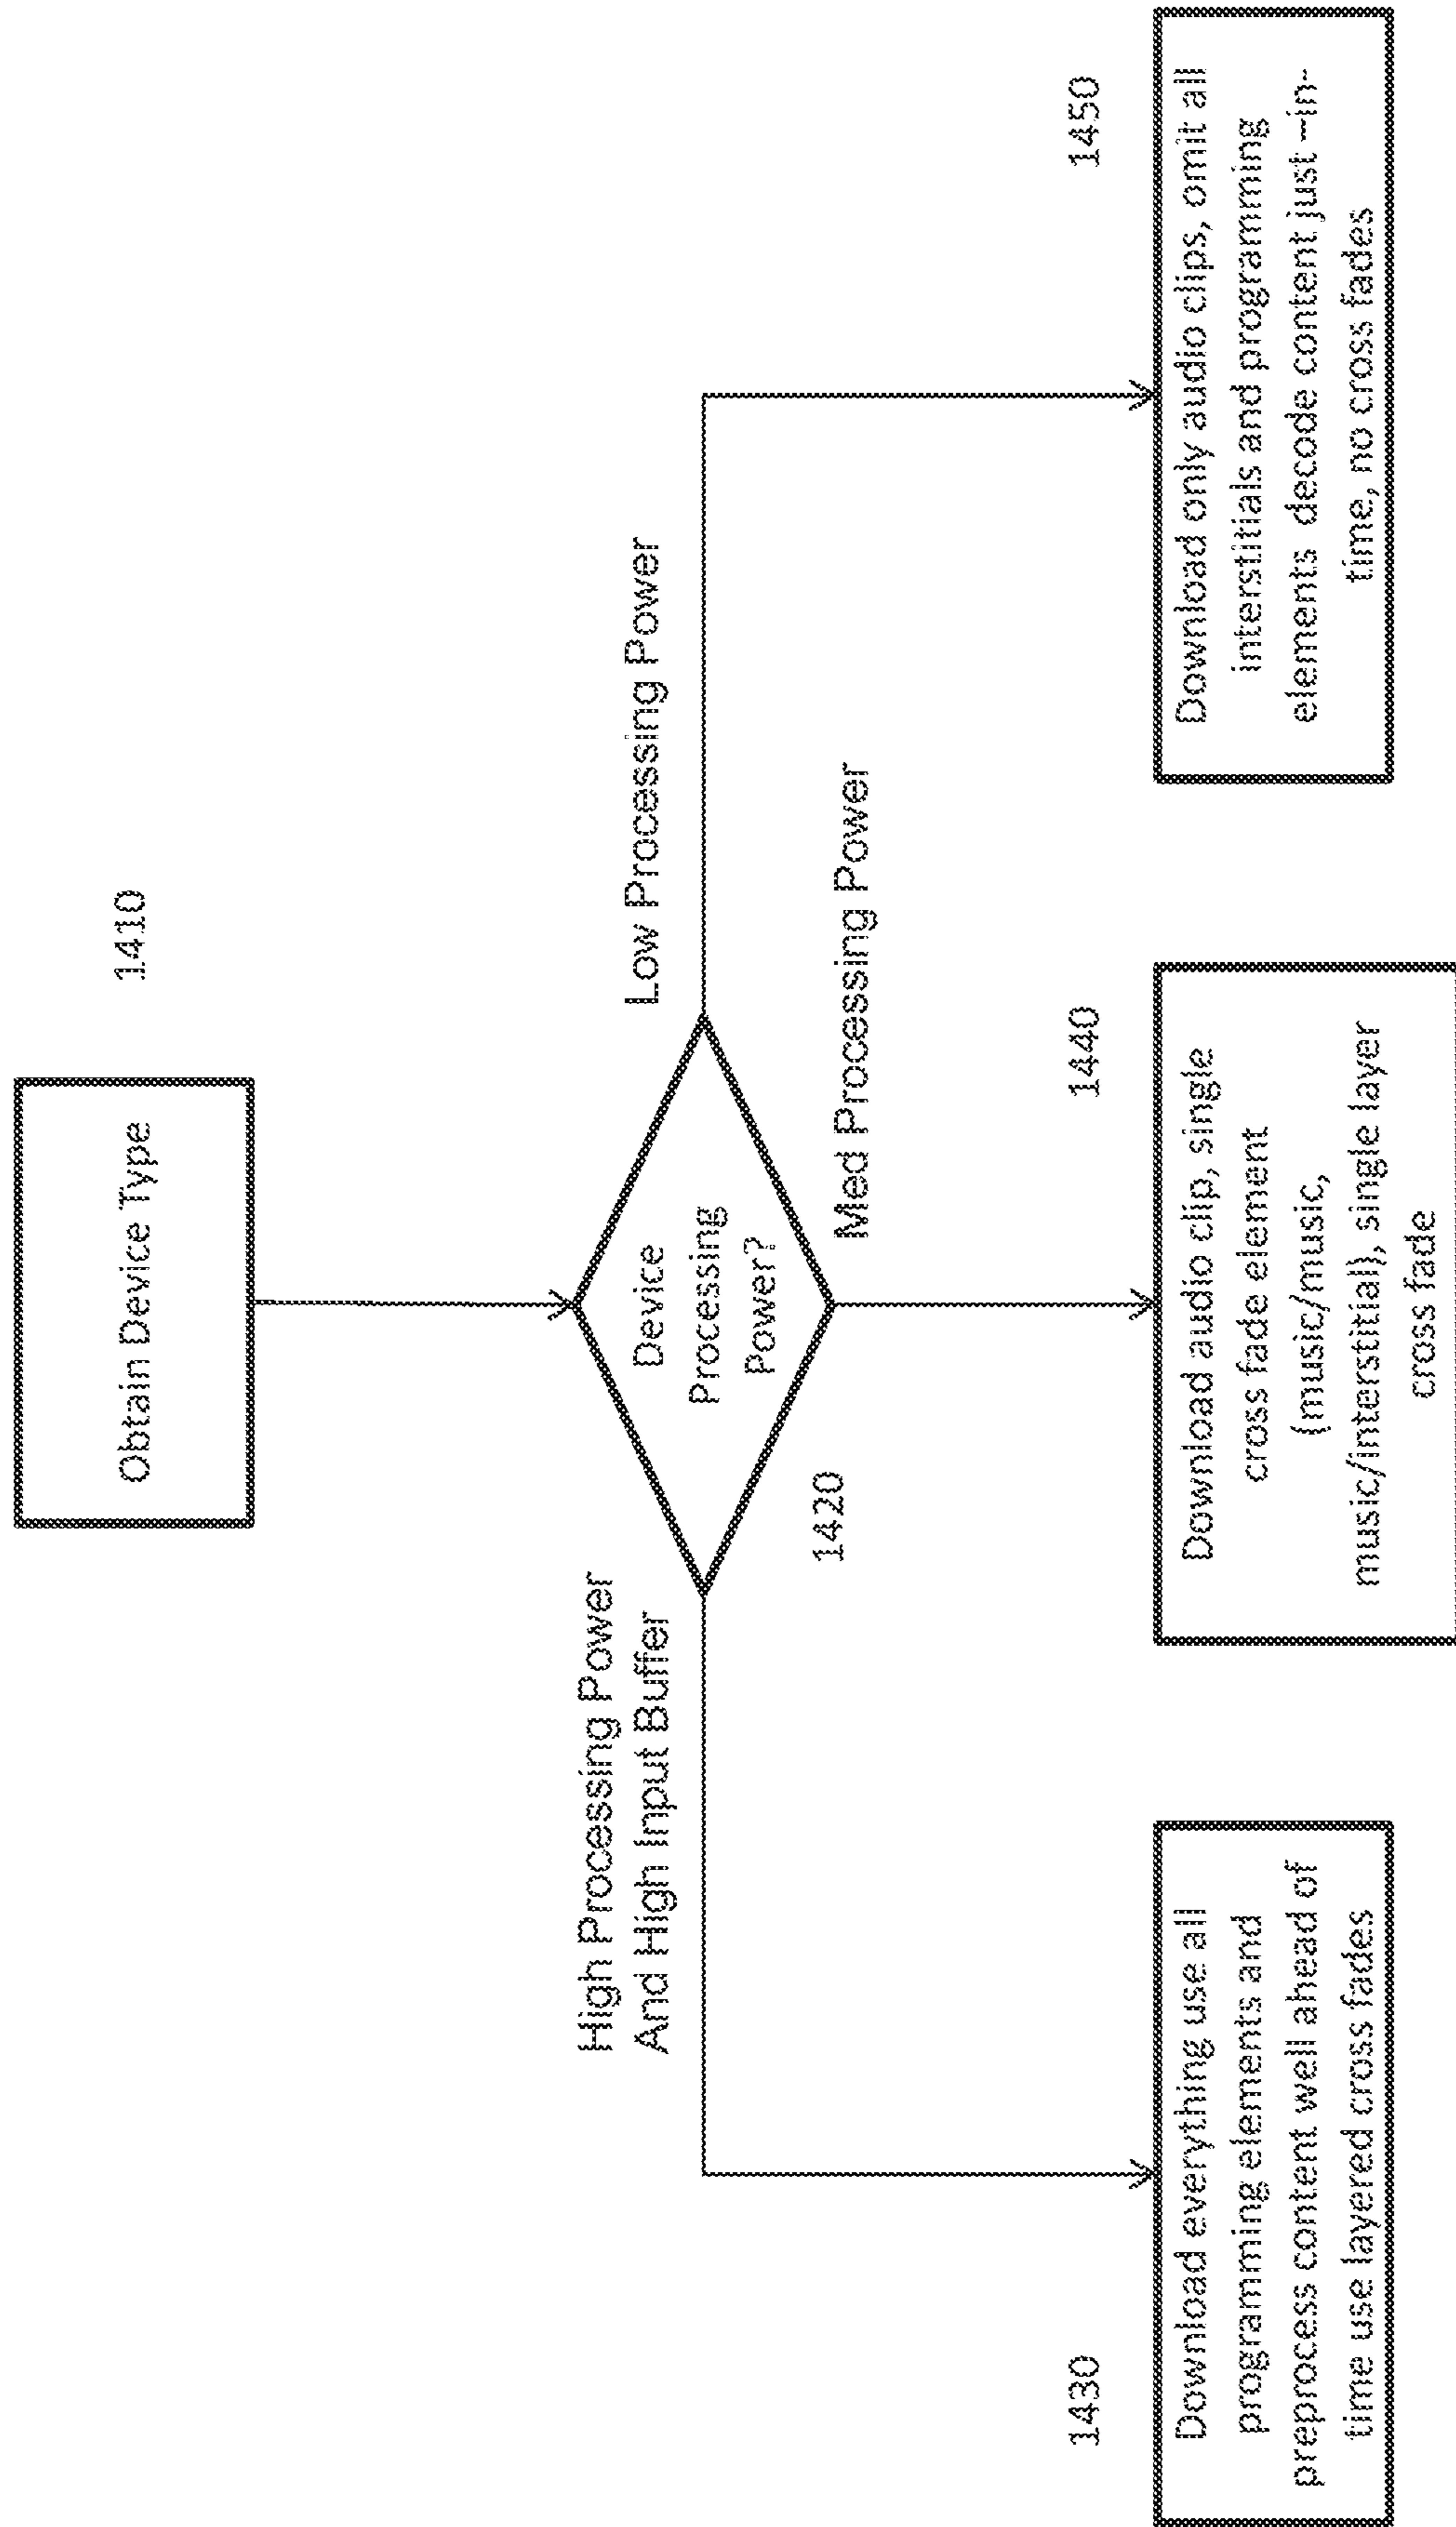 1410
Obtain Device Type
High Processing Power
And High Input Buffer
Low Processing Power
Device
Processing
Power?
1420
Med Processing Power
1430
Download everything use all
programming elements and
preprocess content well ahead of
time use layered cross fades
1440
Download audio clip, single
cross fade element
(music/music,
music/interstitial), single layer
cross fade
1450
Download only audio clips, omit all
interstitials and programming
elements decode content just –in-
time, no cross fades